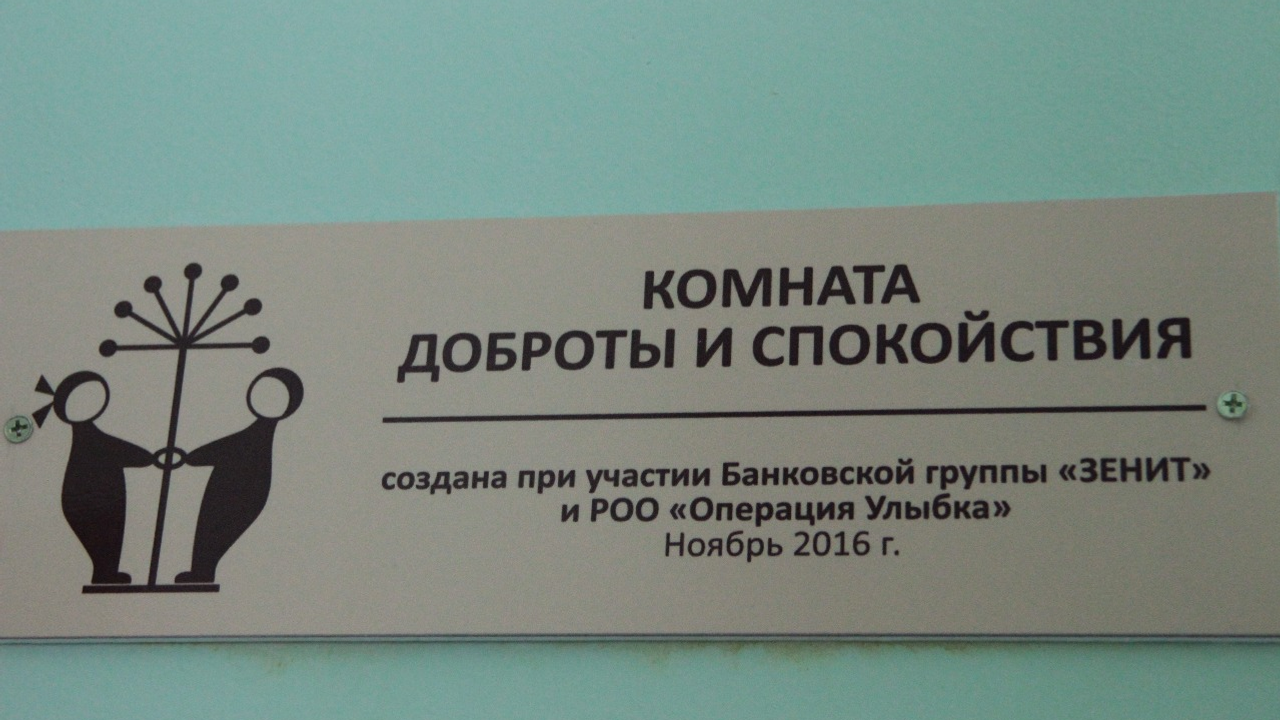 КОМНАТА
ДОБРОТЫ И СПОКОЙСТВИЯ
создана при участии Банковской группы «ЗЕНИТ»
и РОО «Операция Улыбка»
Ноябрь 2016 г.